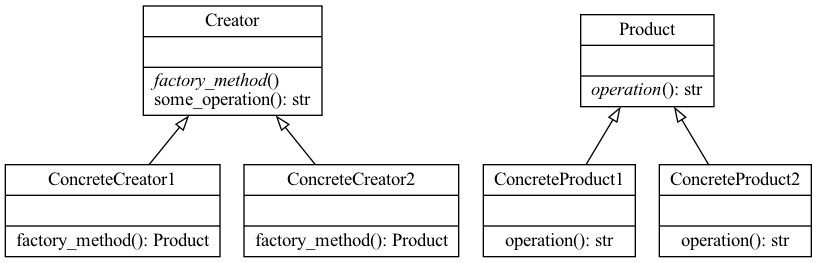 Creator
factory_method()
some_operation(): str
Product
operation(): str
ConcreteCreator1
factory_method(): Product
ConcreteCreator2
factory_method(): Product
ConcreteProduct1
operation(): str
ConcreteProduct2
operation(): str